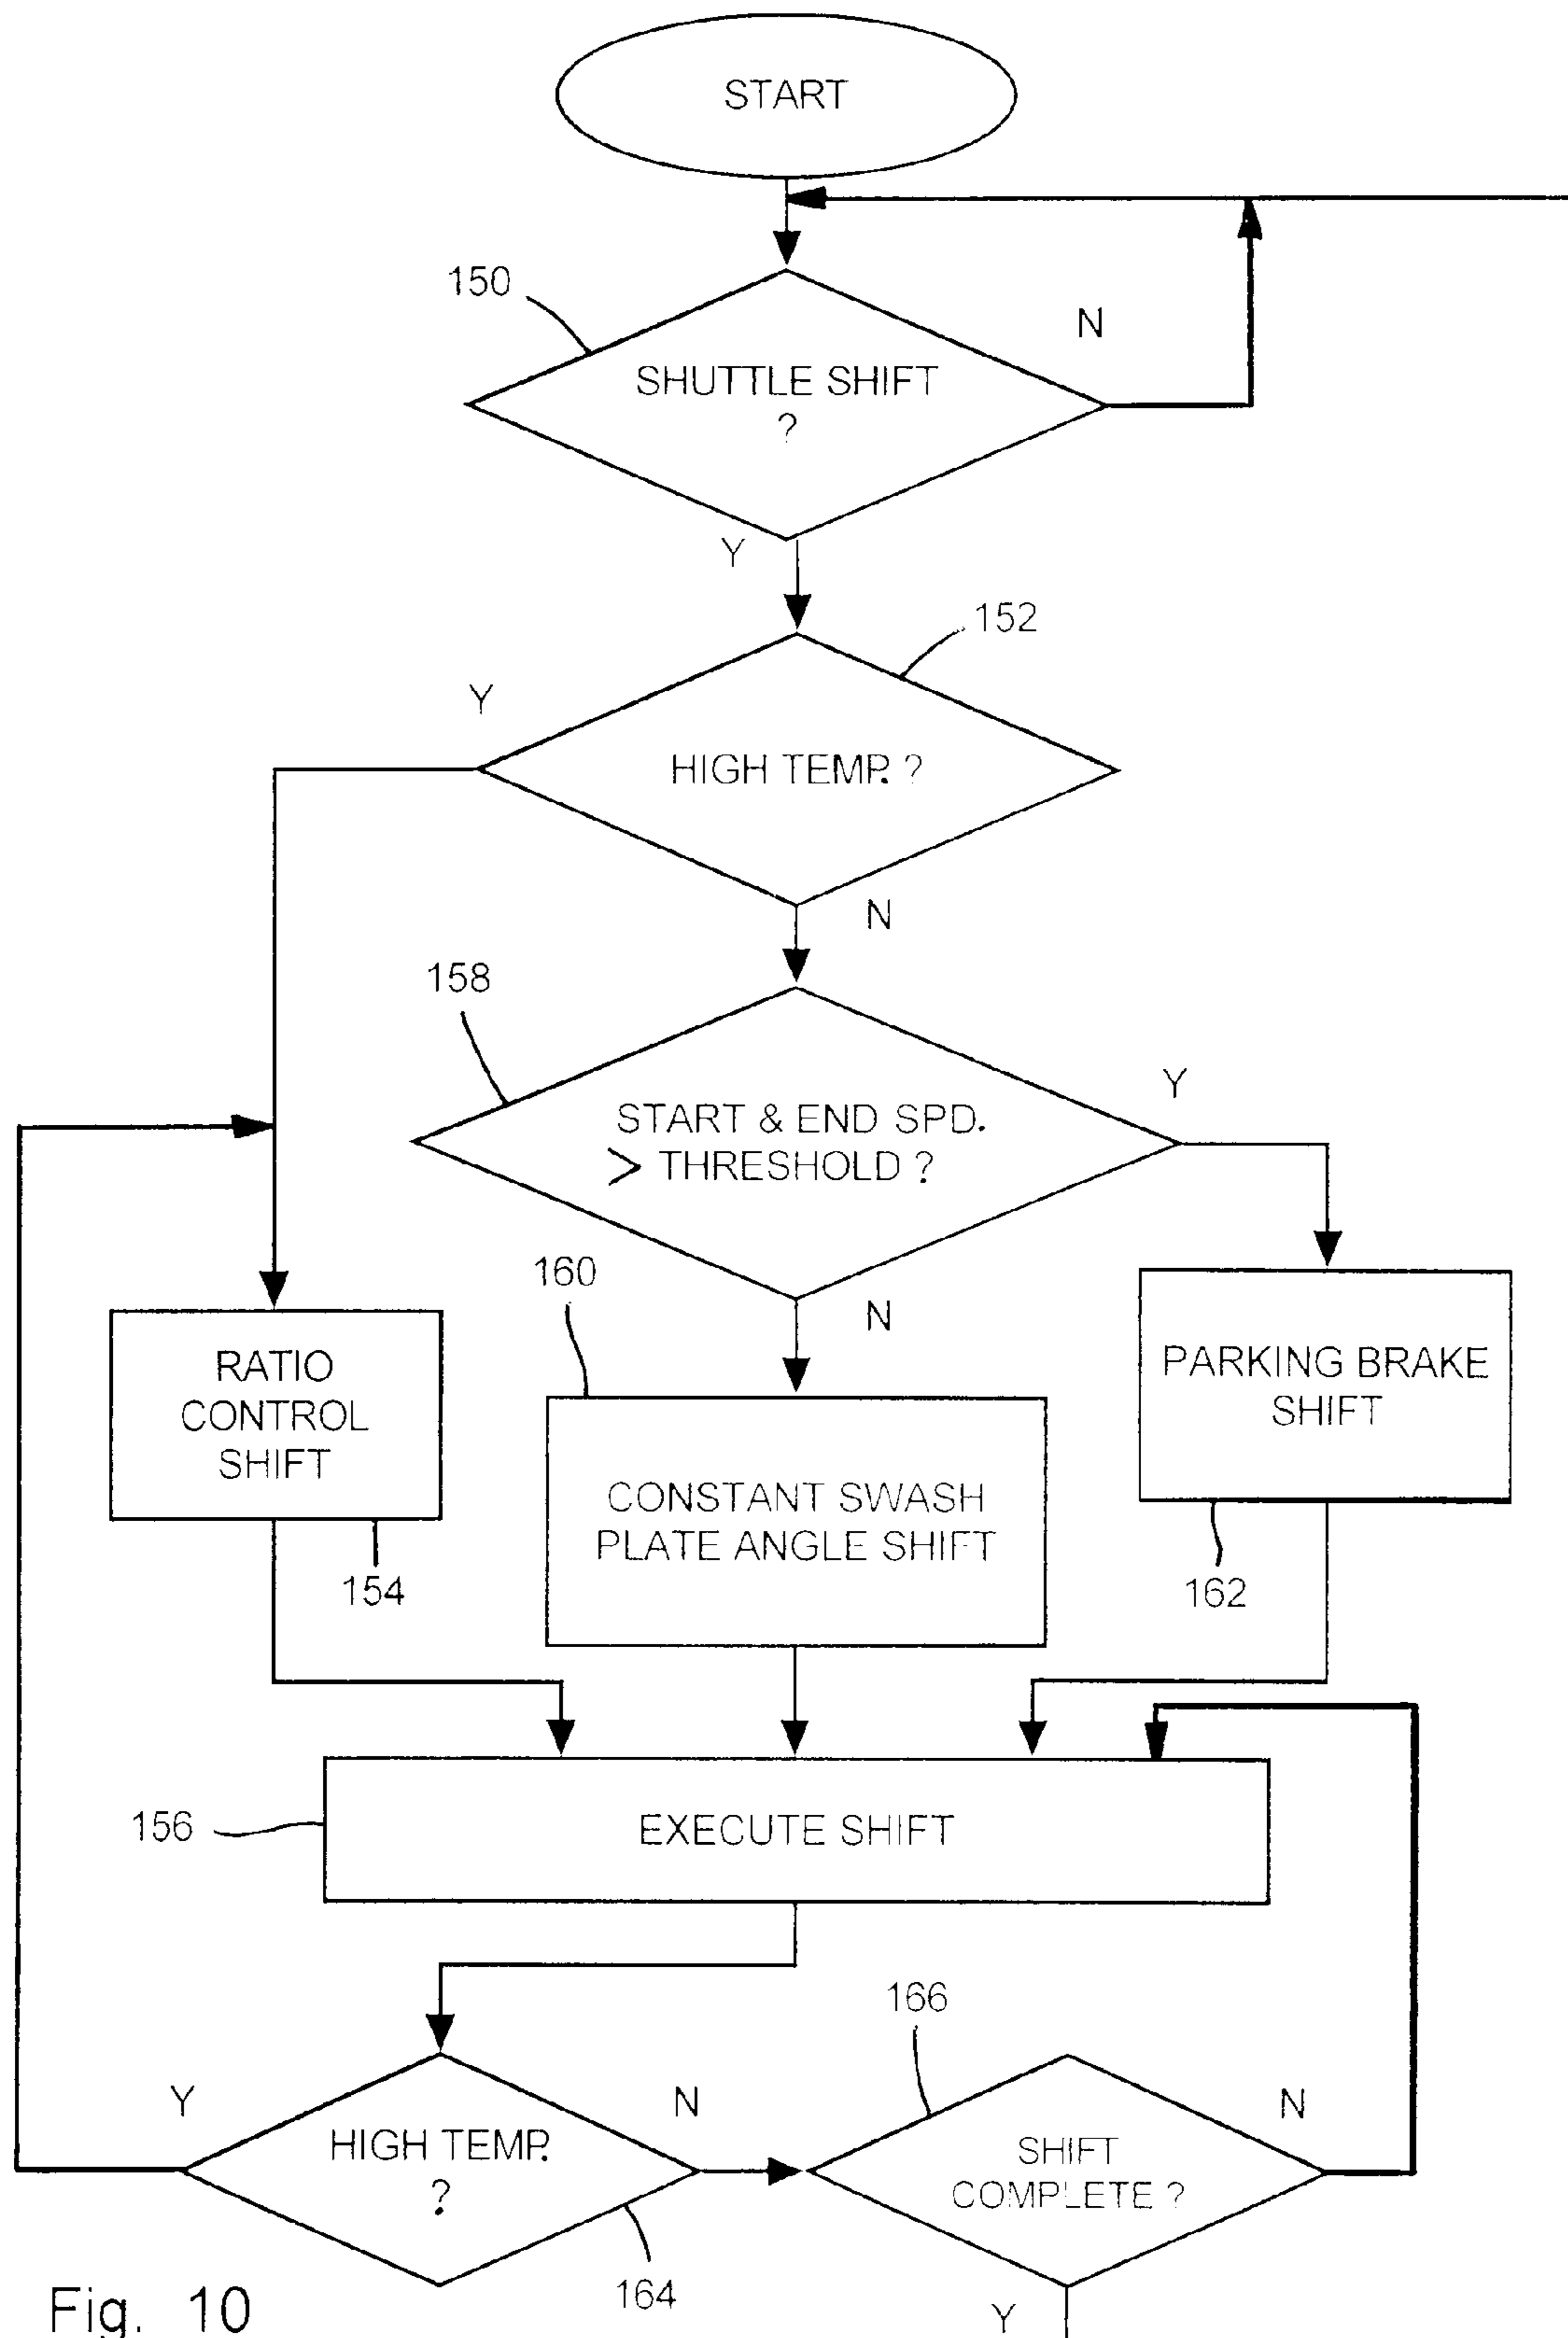 START
150
N
SHUTTLE SHIFT
?
Y
152
Y
HIGH TEMP. ?
N
158
Y
START & END SPD.
> THRESHOLD ?
160
N
RATIO
CONTROL
SHIFT
PARKING BRAKE
SHIFT
CONSTANT SWASH
PLATE ANGLE SHIFT
154
162
156
EXECUTE SHIFT
166
Y
N
N
HIGH TEMP.
?
SHIFT
COMPLETE ?
164
Y
Fig. 10